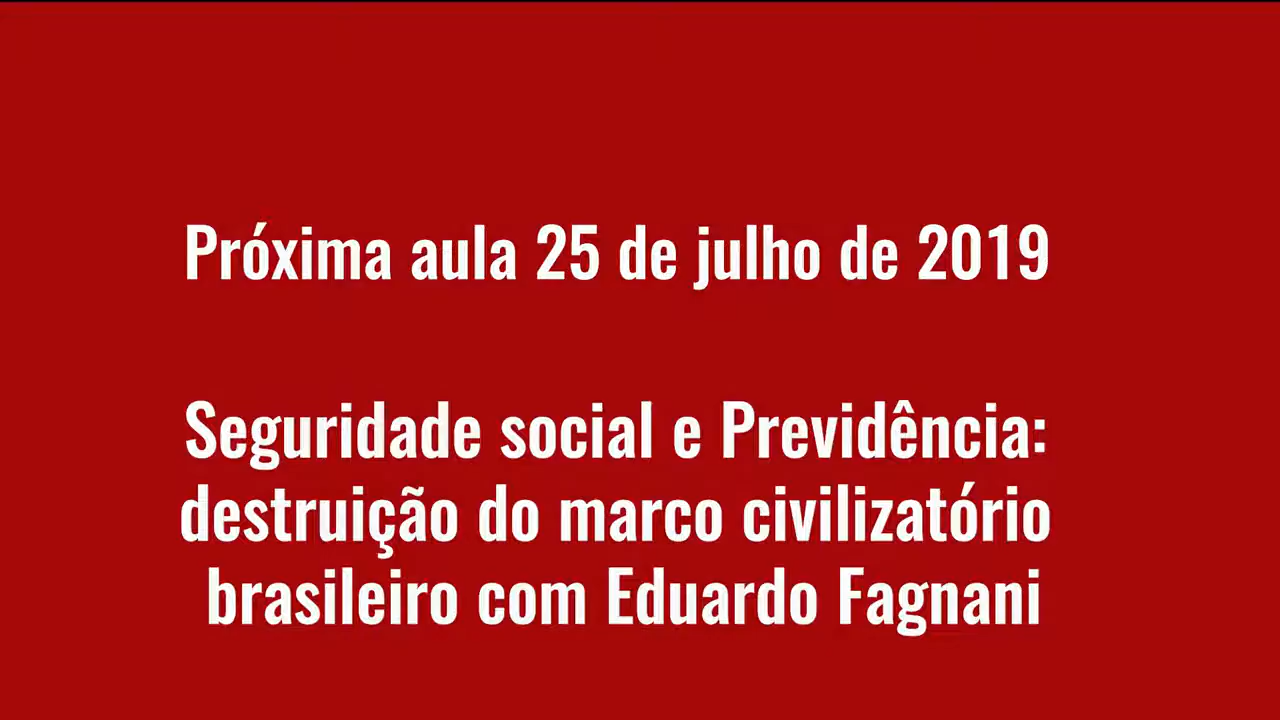 Próxima aula 25 de julho de 2019
Seguridade social e Previdência:
destruição do marco civilizatório
brasileiro com Eduardo Fagnani